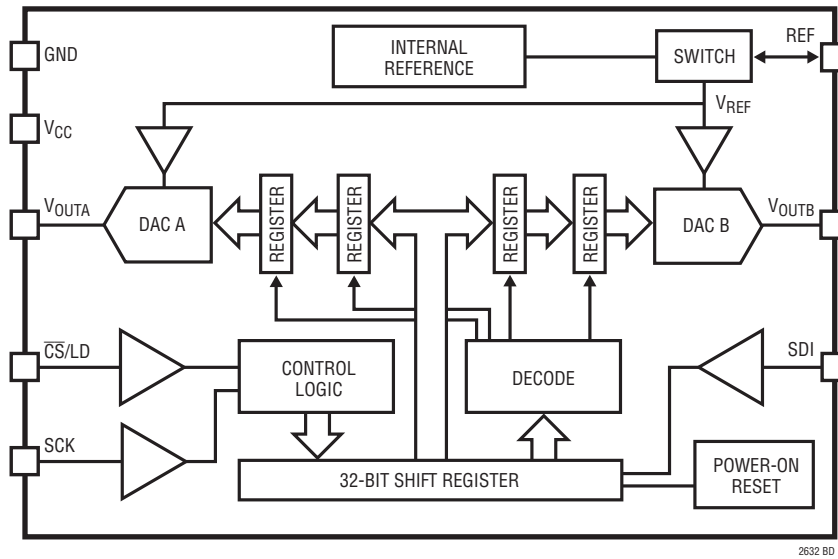 GND
INTERNAL
REFERENCE
SWITCH
REF
VCC
VREF
VOUTA
DAC A
REGISTER
REGISTER
REGISTER
REGISTER
DAC B
VOUTB
C̅S̅/LD
CONTROL
LOGIC
DECODE
SDI
SCK
32-BIT SHIFT REGISTER
POWER-ON
RESET
2632 BD